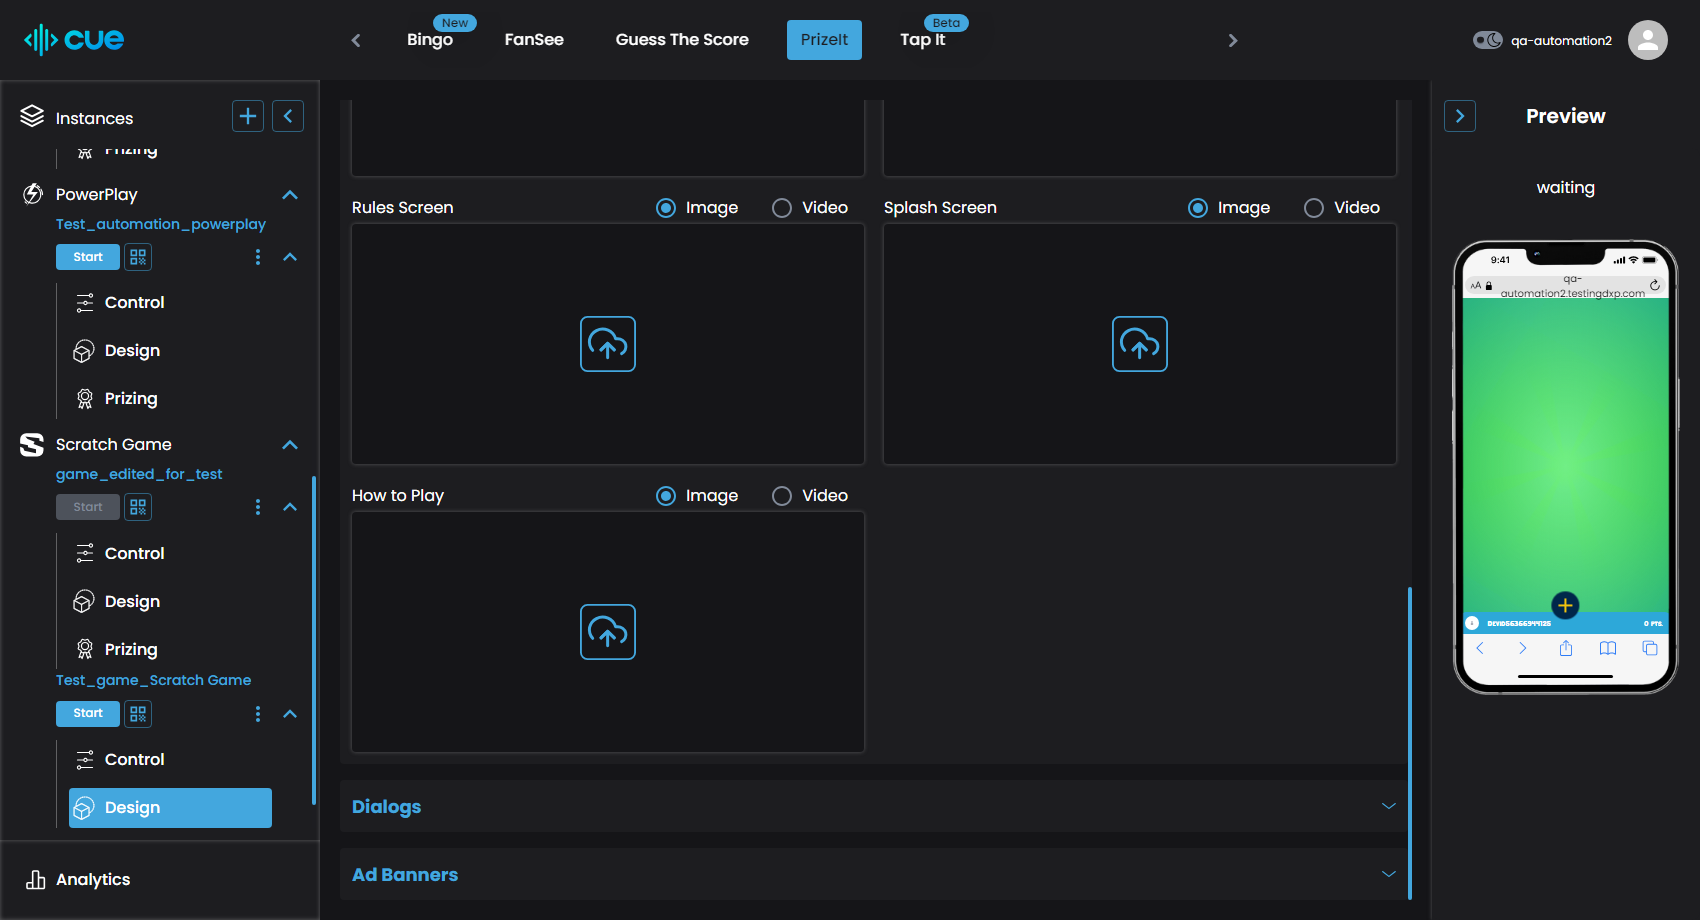 cue
Bingo
New
FanSee
Guess The Score
PrizeIt
Tap It
Beta
qa-automation2
Instances
Prizing
PowerPlay
Test_automation_powerplay
Start
Control
Design
Prizing
Scratch Game
game_edited_for_test
Start
Control
Design
Prizing
Test_game_Scratch Game
Start
Control
Design
Analytics
Rules Screen
Image
Video
Splash Screen
Image
Video
How to Play
Image
Video
Dialogs
Ad Banners
Preview
waiting
9:41
AA
qa-
automation2.testingdxp.com
0 PTS.